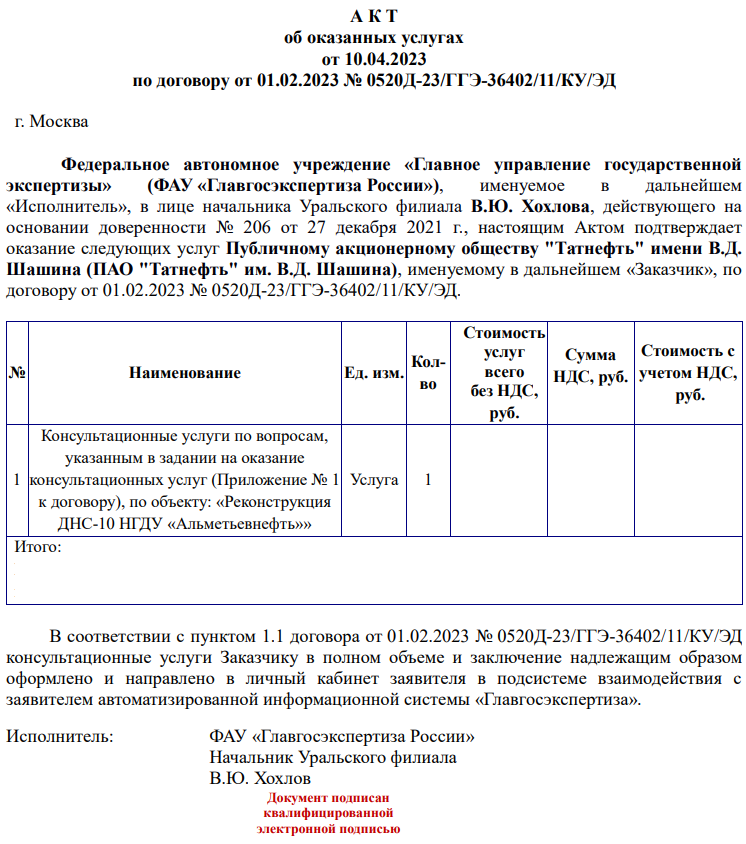 А К Т
об оказанных услугах
от 10.04.2023
по договору от 01.02.2023 № 0520Д-23/ГГЭ-36402/11/КУ/ЭД
г. Москва
Федеральное автономное учреждение «Главное управление государственной
экспертизы» (ФАУ «Главгосэкспертиза России»), именуемое в дальнейшем
«Исполнитель», в лице начальника Уральского филиала В.Ю. Хохлова, действующего на
основании доверенности № 206 от 27 декабря 2021 г., настоящим Актом подтверждает
оказание следующих услуг Публичному акционерному обществу "Татнефть" имени В.Д.
Шашина (ПАО "Татнефть" им. В.Д. Шашина), именуемому в дальнейшем «Заказчик», по
договору от 01.02.2023 № 0520Д-23/ГГЭ-36402/11/КУ/ЭД.
№
Наименование
Ед. изм.
Кол-
во
Стоимость
услуг
всего
без НДС,
руб.
Сумма
НДС, руб.
Стоимость с
учетом НДС,
руб.
1
Консультационные услуги по вопросам,
указанным в задании на оказание
консультационных услуг (Приложение № 1
к договору), по объекту: «Реконструкция
ДНС-10 НГДУ «Альметьевнефть»»
Услуга
1
Итого:
В соответствии с пунктом 1.1 договора от 01.02.2023 № 0520Д-23/ГГЭ-36402/11/КУ/ЭД
консультационные услуги Заказчику в полном объеме и заключение надлежащим образом
оформлено и направлено в личный кабинет заявителя в подсистеме взаимодействия с
заявителем автоматизированной информационной системы «Главгосэкспертиза».
Исполнитель: ФАУ «Главгосэкспертиза России»
Начальник Уральского филиала
В.Ю. Хохлов
Документ подписан
квалифицированной
электронной подписью